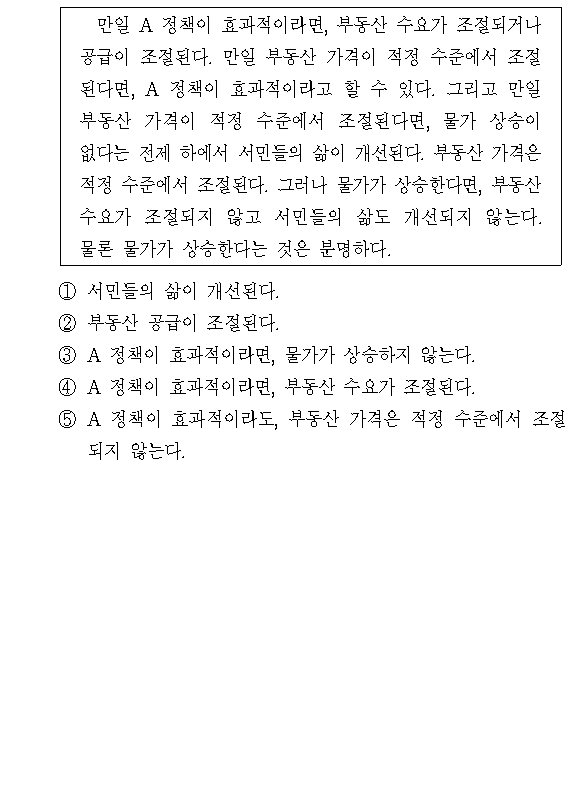 만일 A 정책이 효과적이라면, 부동산 수요가 조절되거나
공급이 조절된다. 만일 부동산 가격이 적정 수준에서 조절
된다면, A 정책이 효과적이라고 할 수 있다. 그리고 만일
부동산 가격이 적정 수준에서 조절된다면, 물가 상승이
없다는 전제 하에서 서민들의 삶이 개선된다. 부동산 가격은
적정 수준에서 조절된다. 그러나 물가가 상승한다면, 부동산
수요가 조절되지 않고 서민들의 삶도 개선되지 않는다.
물론 물가가 상승한다는 것은 분명하다.
① 서민들의 삶이 개선된다.
② 부동산 공급이 조절된다.
③ A 정책이 효과적이라면, 물가가 상승하지 않는다.
④ A 정책이 효과적이라면, 부동산 수요가 조절된다.
⑤ A 정책이 효과적이라도, 부동산 가격은 적정 수준에서 조절
되지 않는다.